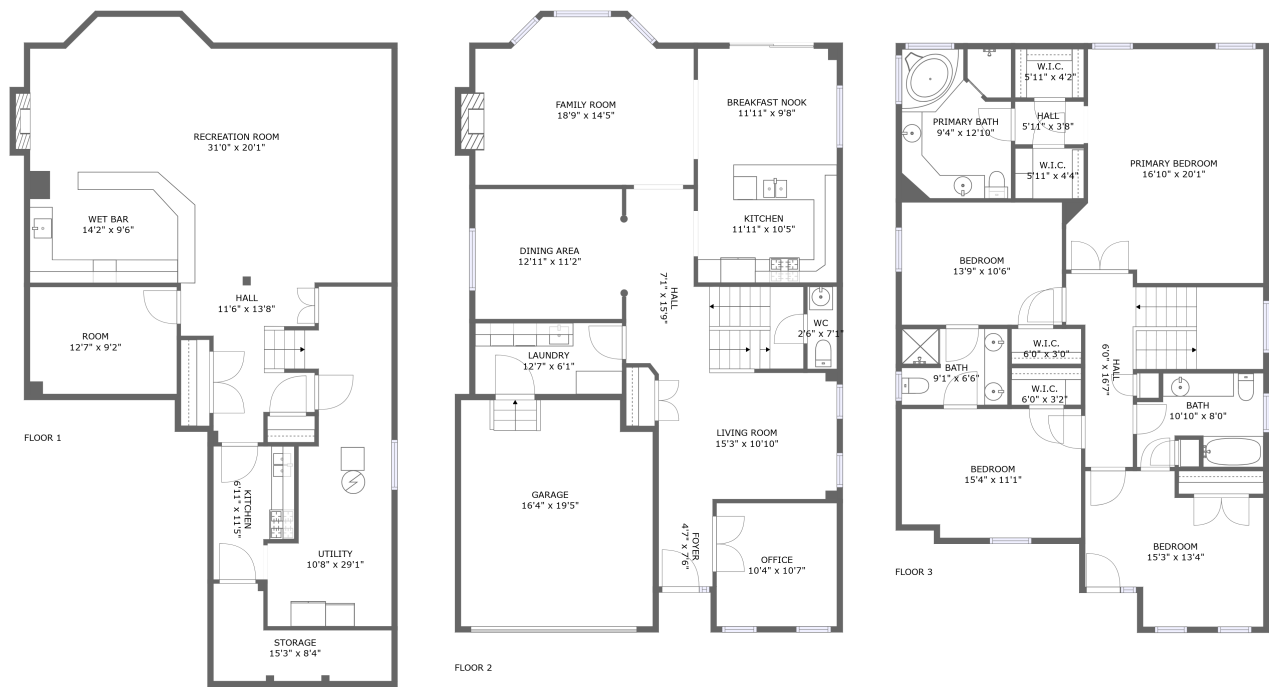 RECREATION ROOM
31'0" x 20'1"
WET BAR
14'2" x 9'6"
HALL
11'6" x 13'8"
ROOM
12'7" x 9'2"
FLOOR 1
KITCHEN
6'11" x 11'5"
UTILITY
10'8" x 29'1"
STORAGE
15'3" x 8'4"
FAMILY ROOM
18'9" x 14'5"
BREAKFAST NOOK
11'11" x 9'8"
KITCHEN
11'11" x 10'5"
DINING AREA
12'11" x 11'2"
HALL
7'1" x 15'9"
WC
2'6" x 7'1"
LAUNDRY
12'7" x 6'1"
LIVING ROOM
15'3" x 10'10"
GARAGE
16'4" x 19'5"
FOYER
4'7" x 7'6"
OFFICE
10'4" x 10'7"
FLOOR 2
W.I.C.
5'11" x 4'2"
HALL
5'11" x 3'8"
PRIMARY BATH
9'4" x 12'10"
W.I.C.
5'11" x 4'4"
PRIMARY BEDROOM
16'10" x 20'1"
BEDROOM
13'9" x 10'6"
W.I.C.
6'0" x 3'0"
BATH
9'1" x 6'6"
W.I.C.
6'0" x 3'2"
HALL
6'0" x 16'7"
BATH
10'10" x 8'0"
BEDROOM
15'4" x 11'1"
BEDROOM
15'3" x 13'4"
FLOOR 3